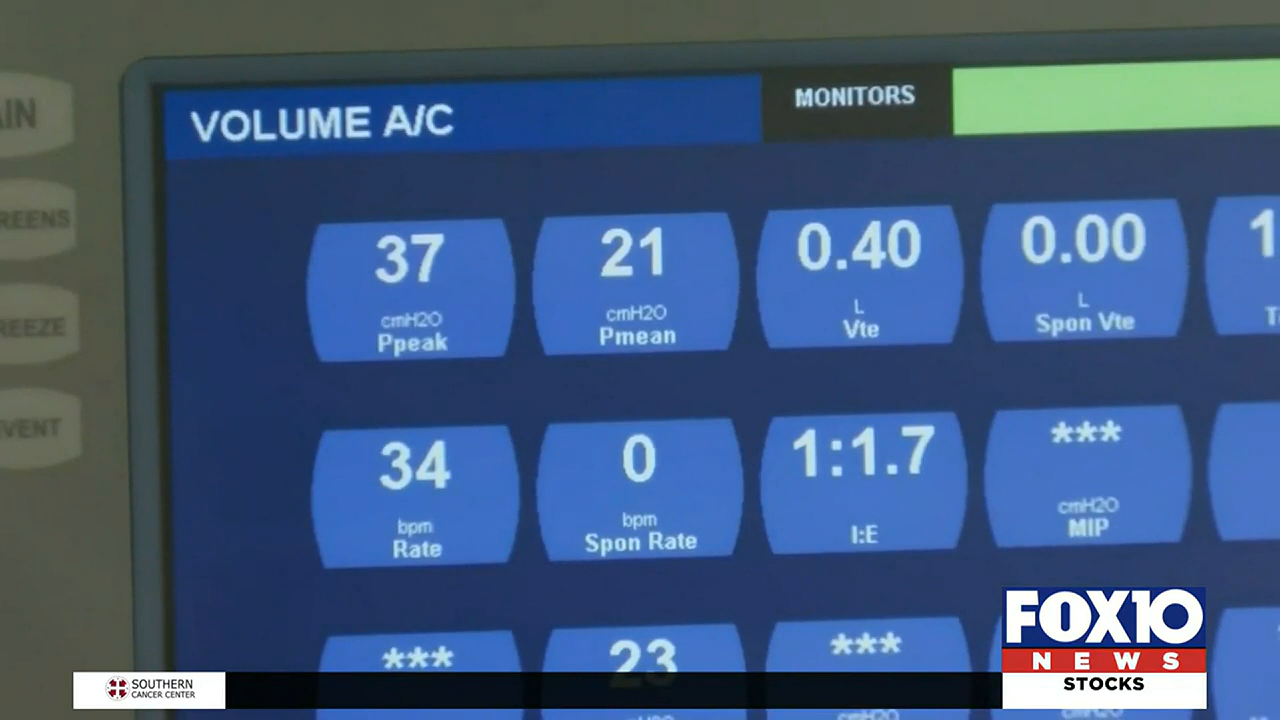 VOLUME A/C
MONITORS
37
cmH2O
Ppeak
21
cmH2O
Pmean
0.40
L
Vte
0.00
L
Spon Vte
REENS
REEZE
VENT
34
bpm
Rate
0
bpm
Spon Rate
1:1.7
I:E
***
cmH2O
MIP
***
23
***
FOX10
NEWS
STOCKS
SOUTHERN
CANCER CENTER